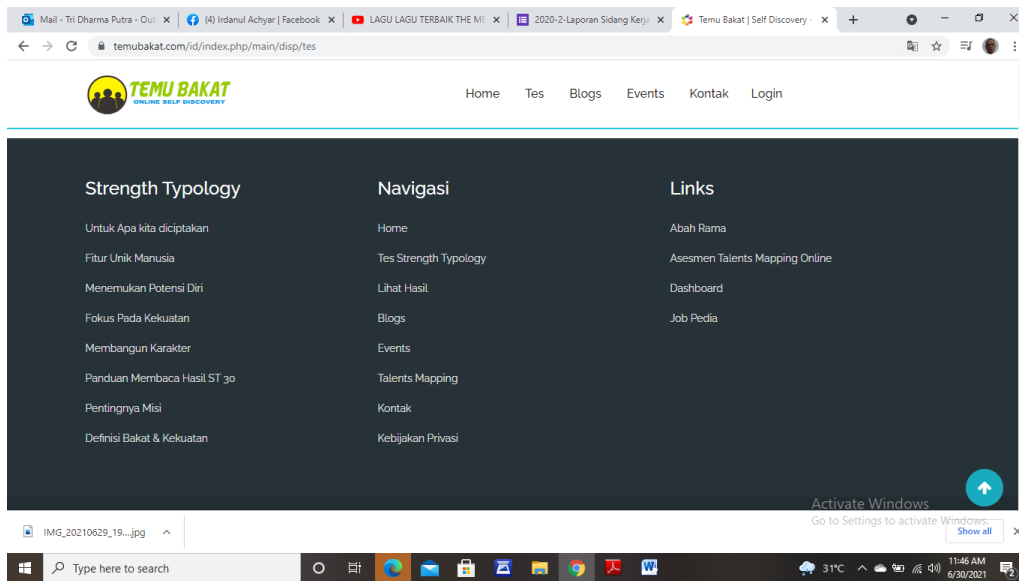 Mail - Tri Dharma Putra - Out
(4) Irdanul Achyar | Facebook
LAGU LAGU TERBAIK THE ME
2020-2-Laporan Sidang Kerja
Temu Bakat | Self Discovery -
temubakat.com/id/index.php/main/disp/tes
TEMU BAKAT
ONLINE SELF DISCOVERY
Home Tes Blogs Events Kontak Login
Strength Typology
Untuk Apa kita diciptakan
Fitur Unik Manusia
Menemukan Potensi Diri
Fokus Pada Kekuatan
Membangun Karakter
Panduan Membaca Hasil ST 30
Pentingnya Misi
Definisi Bakat & Kekuatan
Navigasi
Home
Tes Strength Typology
Lihat Hasil
Blogs
Events
Talents Mapping
Kontak
Kebijakan Privasi
Links
Abah Rama
Asesmen Talents Mapping Online
Dashboard
Job Pedia
Activate Windows
Go to Settings to activate Windows.
IMG_20210629_19....jpg
Show all
Type here to search
31°C
11:46 AM
6/30/2021
2